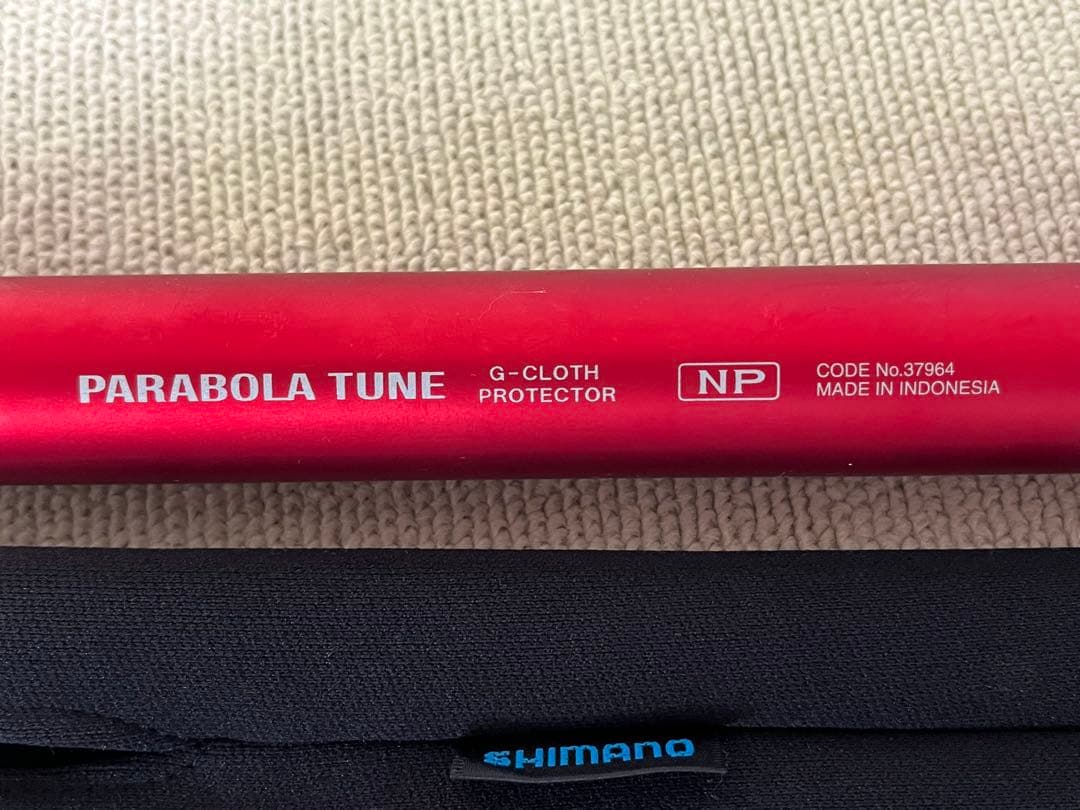 PARABOLA TUNE
G-CLOTH
PROTECTOR
NP
CODE No.37964
MADE IN INDONESIA
SHIMANO